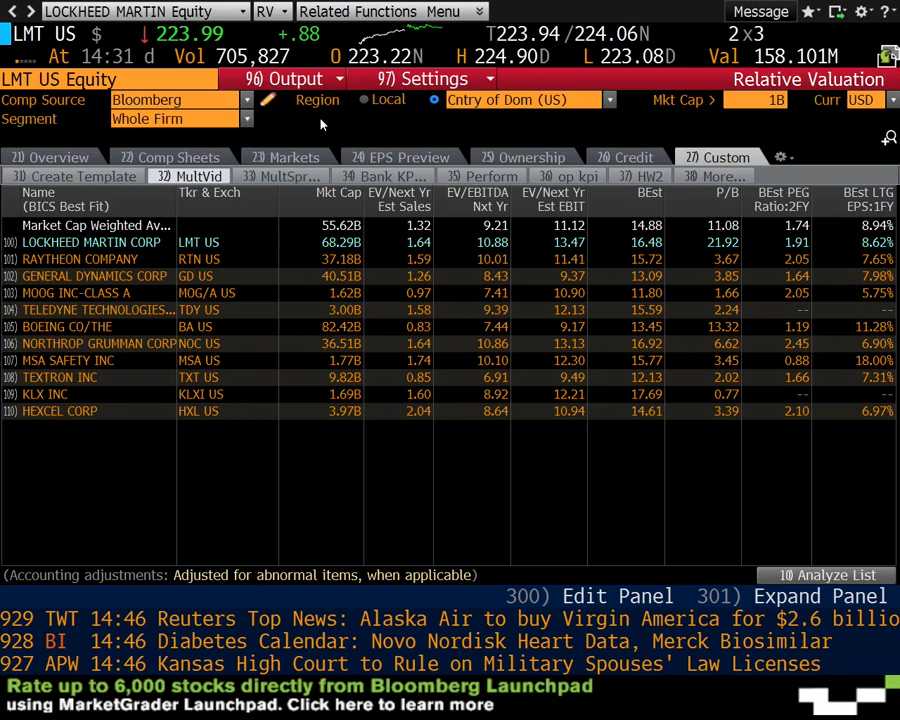 LOCKHEED MARTIN Equity RV Related Functions Menu Message
LMT US $ ↓ 223.99 +.88 T223.94 / 224.06N 2 x 3
At 14:31 d Vol 705,827 O 223.22N H 224.90D L 223.08D Val 158.101M
LMT US Equity 96) Output 97) Settings Relative Valuation
Comp Source Bloomberg Region Local Cntry of Dom (US) Mkt Cap > 1B Curr USD
Segment Whole Firm
21) Overview 22) Comp Sheets 23) Markets 24) EPS Preview 25) Ownership 26) Credit 27) Custom
31) Create Template 32) MultVid 33) MultSpr... 34) Bank KP... 35) Perform 36) op kpi 37) HW2 38) More...
Name Tkr & Exch Mkt Cap EV/Next Yr EV/EBITDA EV/Next Yr BEst P/B BEst PEG BEst LTG
(BICS Best Fit) Est Sales Nxt Yr Est EBIT Ratio:2FY EPS:1FY
Market Cap Weighted Av... 55.62B 1.32 9.21 11.12 14.88 11.08 1.74 8.94%
100) LOCKHEED MARTIN CORP LMT US 68.29B 1.64 10.88 13.47 16.48 21.92 1.91 8.62%
101) RAYTHEON COMPANY RTN US 37.18B 1.59 10.01 11.41 15.72 3.67 2.05 7.65%
102) GENERAL DYNAMICS CORP GD US 40.51B 1.26 8.43 9.37 13.09 3.85 1.64 7.98%
103) MOOG INC-CLASS A MOG/A US 1.62B 0.97 7.41 10.90 11.80 1.66 2.05 5.75%
104) TELEDYNE TECHNOLOGIES... TDY US 3.00B 1.58 9.39 12.13 15.59 2.24 -- --
105) BOEING CO/THE BA US 82.42B 0.83 7.44 9.17 13.45 13.32 1.19 11.28%
106) NORTHROP GRUMMAN CORP NOC US 36.51B 1.64 10.86 13.13 16.92 6.62 2.45 6.90%
107) MSA SAFETY INC MSA US 1.77B 1.74 10.10 12.30 15.77 3.45 0.88 18.00%
108) TEXTRON INC TXT US 9.82B 0.85 6.91 9.49 12.13 2.02 1.66 7.31%
109) KLX INC KLXI US 1.69B 1.60 8.92 12.21 17.69 0.77 -- --
110) HEXCEL CORP HXL US 3.97B 2.04 8.64 10.94 14.61 3.39 2.10 6.97%
(Accounting adjustments: Adjusted for abnormal items, when applicable) 10) Analyze List
300) Edit Panel 301) Expand Panel
929 TWT 14:46 Reuters Top News: Alaska Air to buy Virgin America for $2.6 billio
928 BI 14:46 Diabetes Calendar: Novo Nordisk Heart Data, Merck Biosimilar
927 APW 14:46 Kansas High Court to Rule on Military Spouses' Law Licenses
Rate up to 6,000 stocks directly from Bloomberg Launchpad
using MarketGrader Launchpad. Click here to learn more